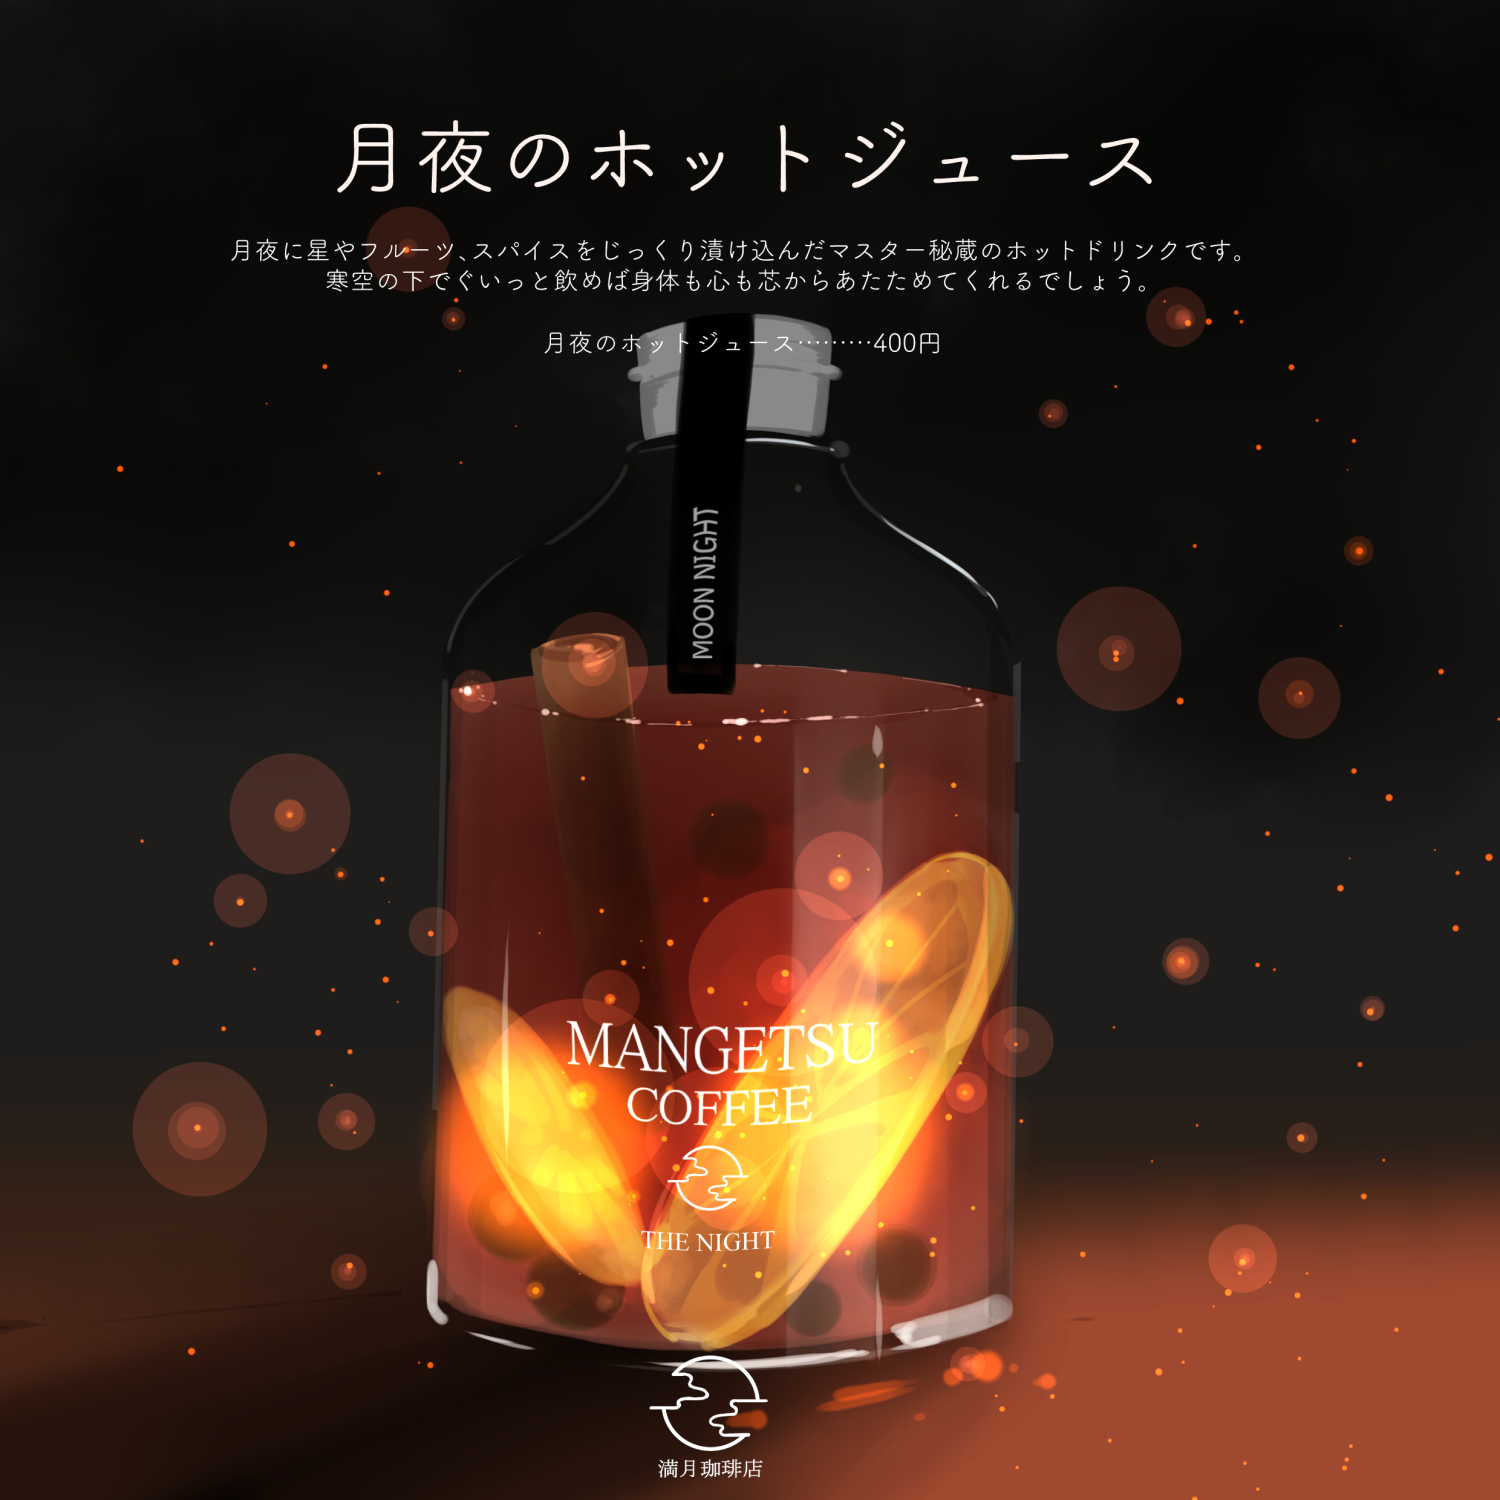 月夜のホットジュース
月夜に星やフルーツ、スパイスをじっくり漬け込んだマスター秘蔵のホットドリンクです。
寒空の下でぐいっと飲めば身体も心も芯からあたためてくれるでしょう。
月夜のホットジュース………400円
MOON NIGHT
MANGETSU
COFFEE
THE NIGHT
満月珈琲店